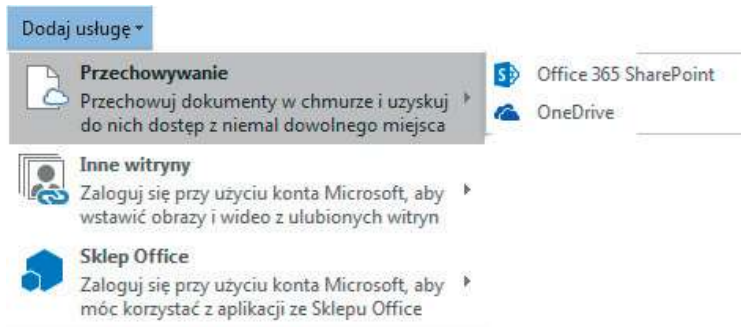 Dodaj usługę
Przechowywanie
Przechowuj dokumenty w chmurze i uzyskuj
do nich dostęp z niemal dowolnego miejsca
Office 365 SharePoint
OneDrive
Inne witryny
Zaloguj się przy użyciu konta Microsoft, aby
wstawić obrazy i wideo z ulubionych witryn
Sklep Office
Zaloguj się przy użyciu konta Microsoft, aby
móc korzystać z aplikacji ze Sklepu Office